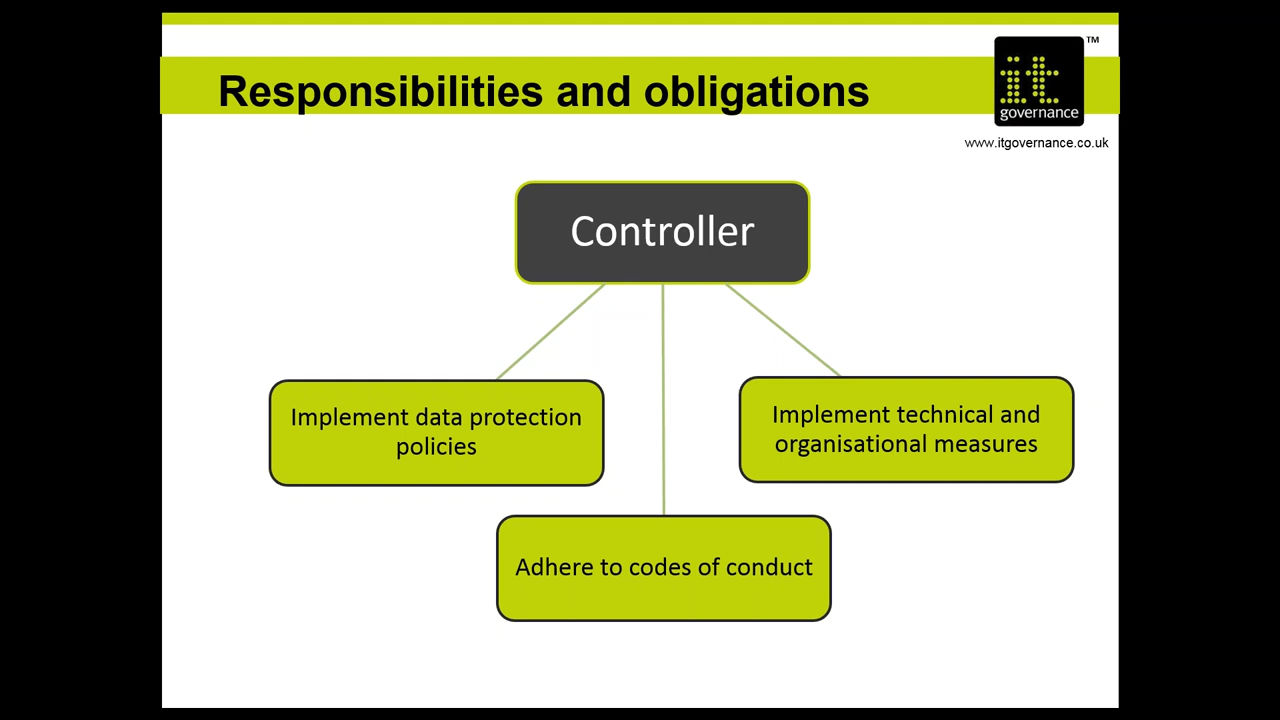 Responsibilities and obligations
™
it
governance
www.itgovernance.co.uk
Controller
Implement data protection
policies
Implement technical and
organisational measures
Adhere to codes of conduct